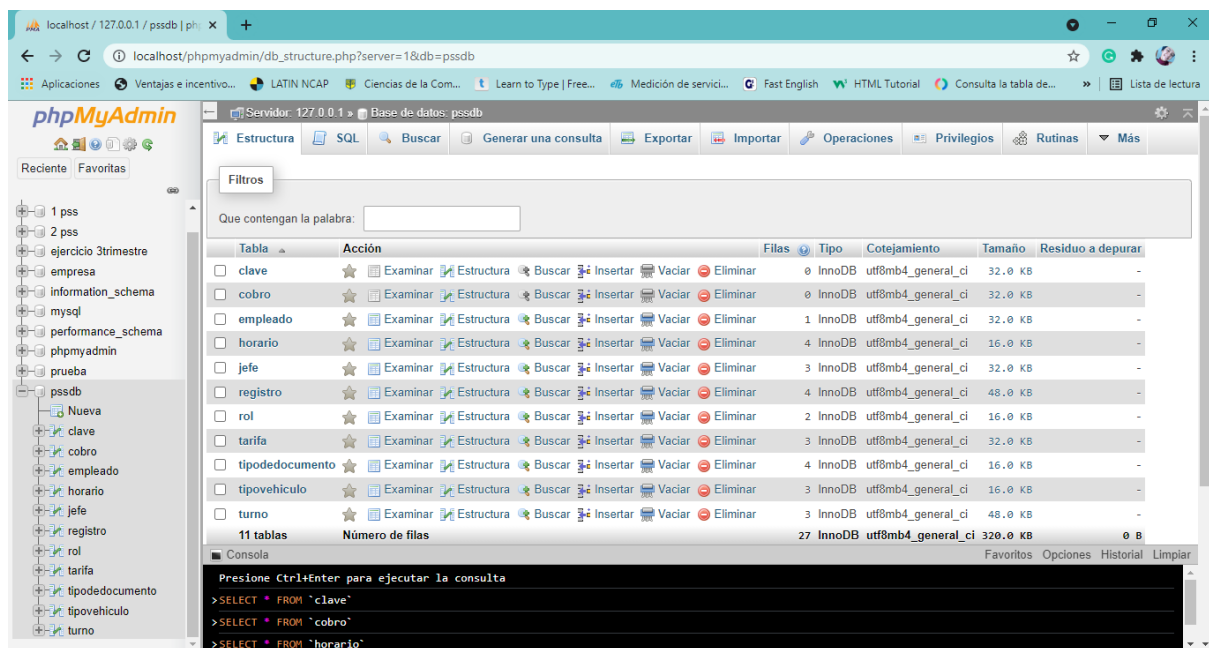 localhost / 127.0.0.1 / pssdb | ph
localhost/phpmyadmin/db_structure.php?server=1&db=pssdb
Aplicaciones Ventajas e incentivo... LATIN NCAP Ciencias de la Com... Learn to Type | Free... Medición de servici... Fast English HTML Tutorial Consulta la tabla de... » Lista de lectura
phpMyAdmin
Reciente Favoritas
1 pss
2 pss
ejercicio 3trimestre
empresa
information_schema
mysql
performance_schema
phpmyadmin
prueba
pssdb
Nueva
clave
cobro
empleado
horario
jefe
registro
rol
tarifa
tipodedocumento
tipovehiculo
turno
Servidor: 127.0.0.1 » Base de datos: pssdb
Estructura SQL Buscar Generar una consulta Exportar Importar Operaciones Privilegios Rutinas Más
Filtros
Que contengan la palabra:
Tabla Acción Filas Tipo Cotejamiento Tamaño Residuo a depurar
clave Examinar Estructura Buscar Insertar Vaciar Eliminar 0 InnoDB utf8mb4_general_ci 32.0 KB -
cobro Examinar Estructura Buscar Insertar Vaciar Eliminar 0 InnoDB utf8mb4_general_ci 32.0 KB -
empleado Examinar Estructura Buscar Insertar Vaciar Eliminar 1 InnoDB utf8mb4_general_ci 32.0 KB -
horario Examinar Estructura Buscar Insertar Vaciar Eliminar 4 InnoDB utf8mb4_general_ci 16.0 KB -
jefe Examinar Estructura Buscar Insertar Vaciar Eliminar 3 InnoDB utf8mb4_general_ci 32.0 KB -
registro Examinar Estructura Buscar Insertar Vaciar Eliminar 4 InnoDB utf8mb4_general_ci 48.0 KB -
rol Examinar Estructura Buscar Insertar Vaciar Eliminar 2 InnoDB utf8mb4_general_ci 16.0 KB -
tarifa Examinar Estructura Buscar Insertar Vaciar Eliminar 3 InnoDB utf8mb4_general_ci 32.0 KB -
tipodedocumento Examinar Estructura Buscar Insertar Vaciar Eliminar 4 InnoDB utf8mb4_general_ci 16.0 KB -
tipovehiculo Examinar Estructura Buscar Insertar Vaciar Eliminar 3 InnoDB utf8mb4_general_ci 16.0 KB -
turno Examinar Estructura Buscar Insertar Vaciar Eliminar 3 InnoDB utf8mb4_general_ci 48.0 KB -
11 tablas Número de filas 27 InnoDB utf8mb4_general_ci 320.0 KB 0 B
Consola Favoritos Opciones Historial Limpiar
Presione Ctrl+Enter para ejecutar la consulta
>SELECT * FROM `clave`
>SELECT * FROM `cobro`
>SELECT * FROM `horario`